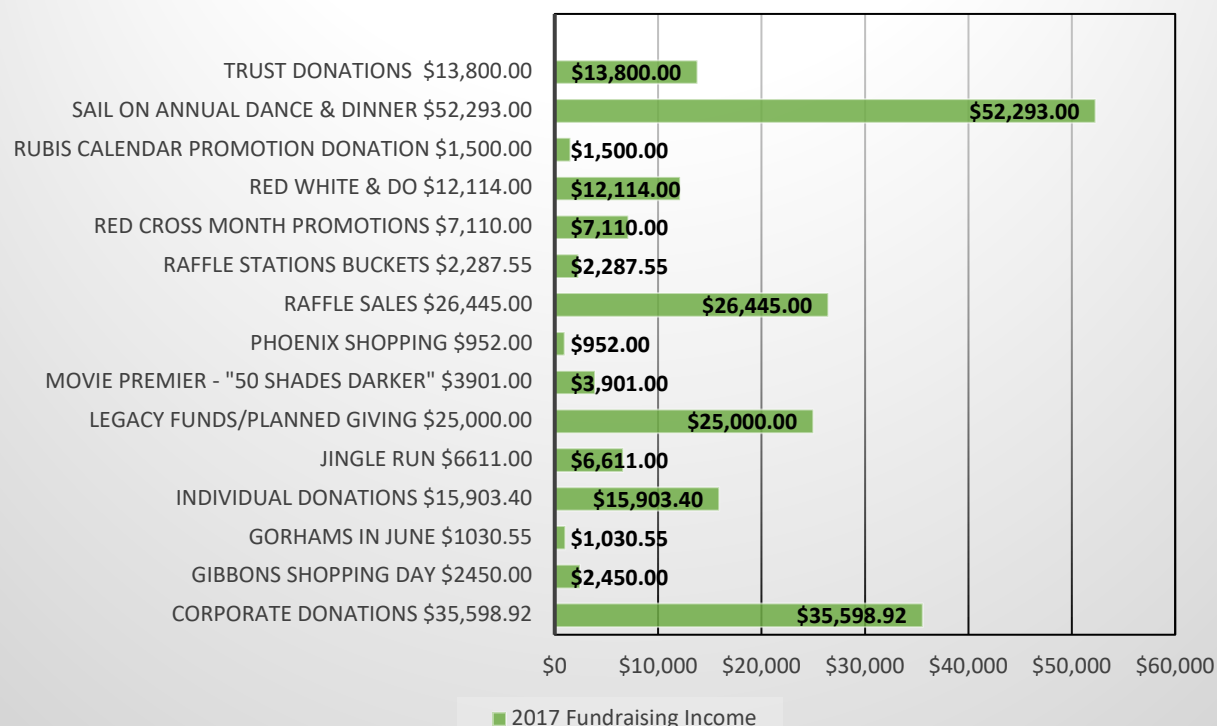 TRUST DONATIONS $13,800.00
$13,800.00
SAIL ON ANNUAL DANCE & DINNER $52,293.00
$52,293.00
RUBIS CALENDAR PROMOTION DONATION $1,500.00
$1,500.00
RED WHITE & DO $12,114.00
$12,114.00
RED CROSS MONTH PROMOTIONS $7,110.00
$7,110.00
RAFFLE STATIONS BUCKETS $2,287.55
$2,287.55
RAFFLE SALES $26,445.00
$26,445.00
PHOENIX SHOPPING $952.00
$952.00
MOVIE PREMIER - "50 SHADES DARKER" $3901.00
$3,901.00
LEGACY FUNDS/PLANNED GIVING $25,000.00
$25,000.00
JINGLE RUN $6611.00
$6,611.00
INDIVIDUAL DONATIONS $15,903.40
$15,903.40
GORHAMS IN JUNE $1030.55
$1,030.55
GIBBONS SHOPPING DAY $2450.00
$2,450.00
CORPORATE DONATIONS $35,598.92
$35,598.92
$0 $10,000 $20,000 $30,000 $40,000 $50,000 $60,000
2017 Fundraising Income